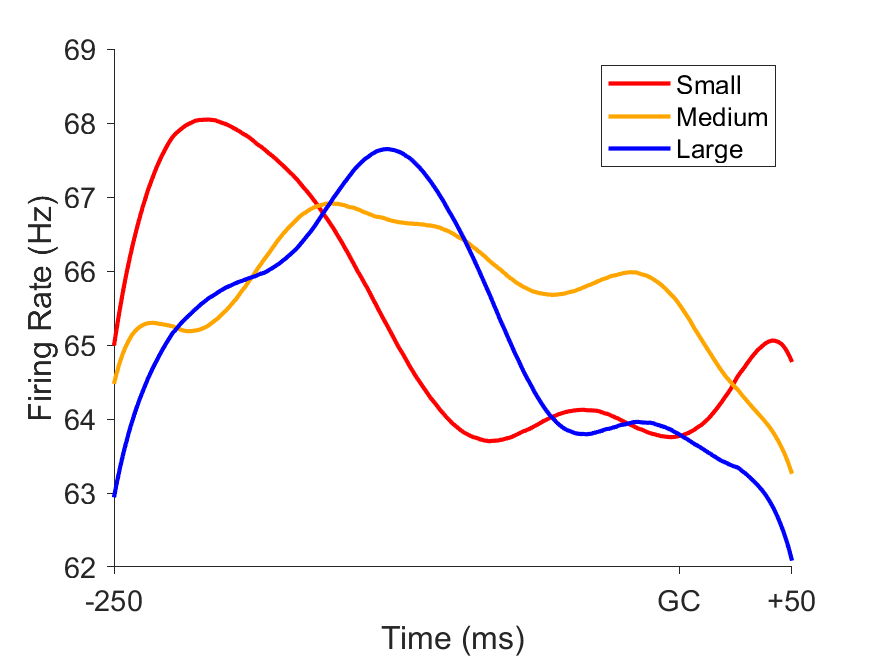 69
68
67
66
65
64
63
62
Firing Rate (Hz)
Small
Medium
Large
-250
GC
+50
Time (ms)